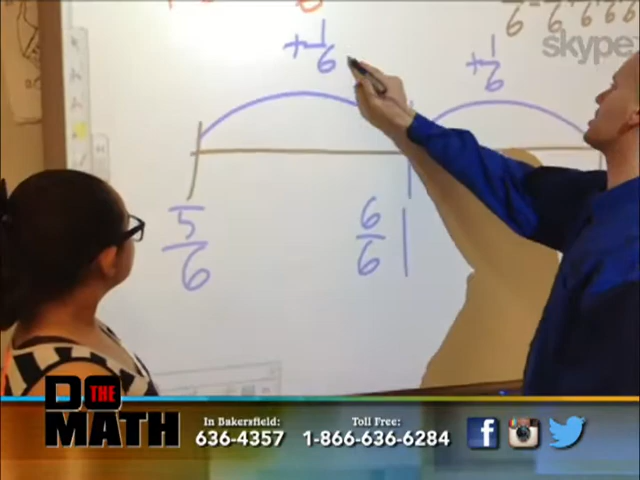 skype
+ 1/6
+ 1/6
5/6
6/6 1
DO THE MATH
In Bakersfield:
636-4357
Toll Free:
1-866-636-6284
f